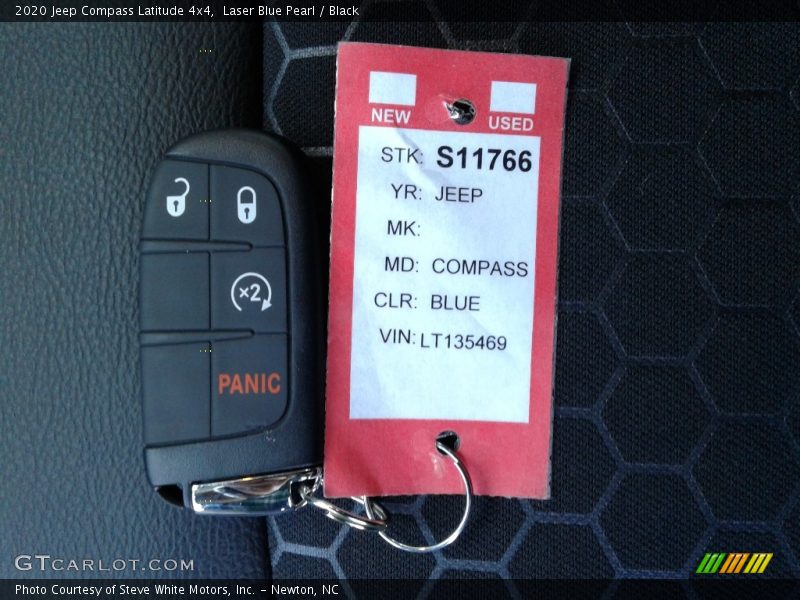 2020 Jeep Compass Latitude 4x4,  Laser Blue Pearl / Black
NEW USED
STK: S11766
YR: JEEP
MK:
MD: COMPASS
CLR: BLUE
VIN: LT135469
×2
PANIC
GTCARLOT.COM
Photo Courtesy of Steve White Motors, Inc. – Newton, NC